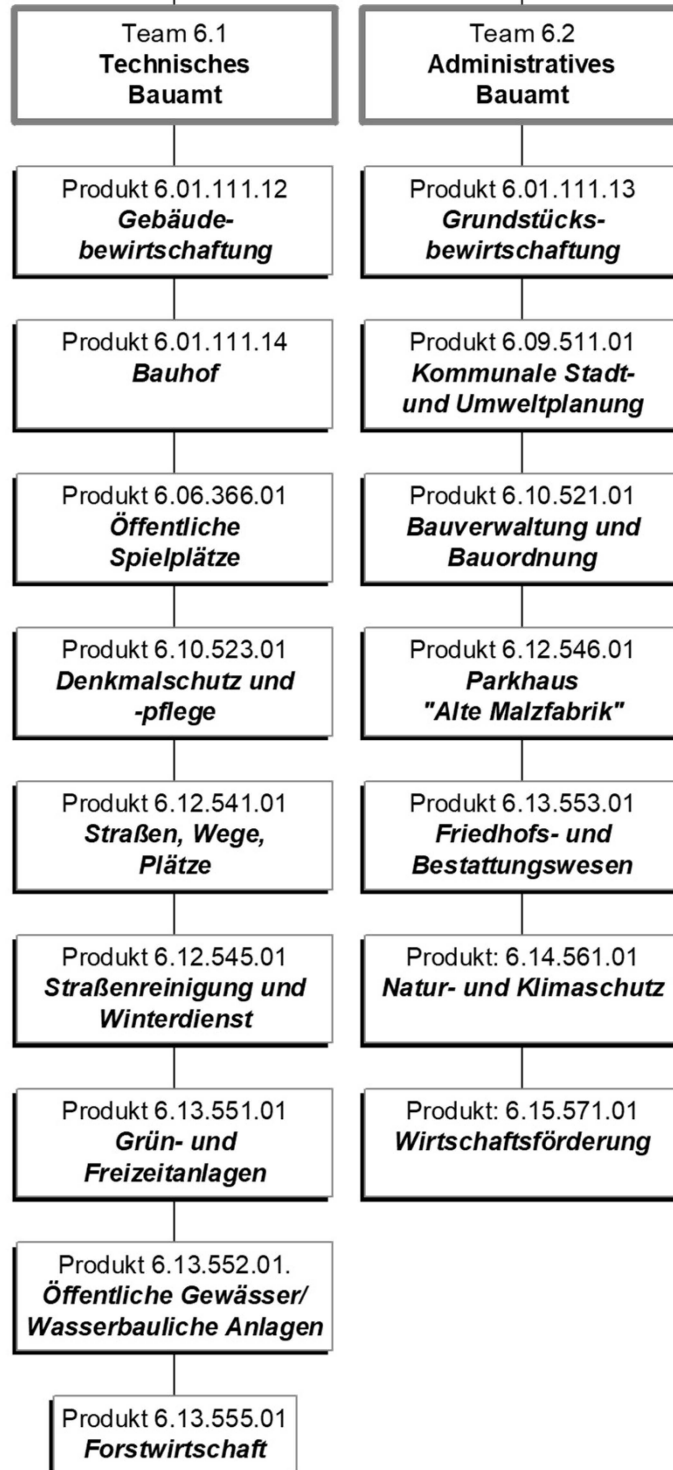 Team 6.1
Technisches
Bauamt
Produkt 6.01.111.12
Gebäude-
bewirtschaftung
Produkt 6.01.111.14
Bauhof
Produkt 6.06.366.01
Öffentliche
Spielplätze
Produkt 6.10.523.01
Denkmalschutz und
-pflege
Produkt 6.12.541.01
Straßen, Wege,
Plätze
Produkt 6.12.545.01
Straßenreinigung und
Winterdienst
Produkt 6.13.551.01
Grün- und
Freizeitanlagen
Produkt 6.13.552.01.
Öffentliche Gewässer/
Wasserbauliche Anlagen
Produkt 6.13.555.01
Forstwirtschaft
Team 6.2
Administratives
Bauamt
Produkt 6.01.111.13
Grundstücks-
bewirtschaftung
Produkt 6.09.511.01
Kommunale Stadt-
und Umweltplanung
Produkt 6.10.521.01
Bauverwaltung und
Bauordnung
Produkt 6.12.546.01
Parkhaus
"Alte Malzfabrik"
Produkt 6.13.553.01
Friedhofs- und
Bestattungswesen
Produkt: 6.14.561.01
Natur- und Klimaschutz
Produkt: 6.15.571.01
Wirtschaftsförderung